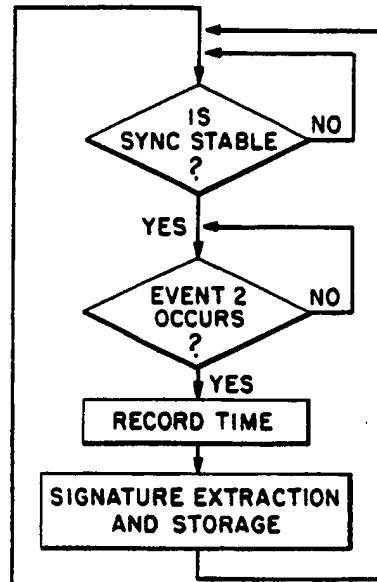 IS
SYNC STABLE
?
NO
YES
EVENT 2
OCCURS
?
NO
YES
RECORD TIME
SIGNATURE EXTRACTION
AND STORAGE